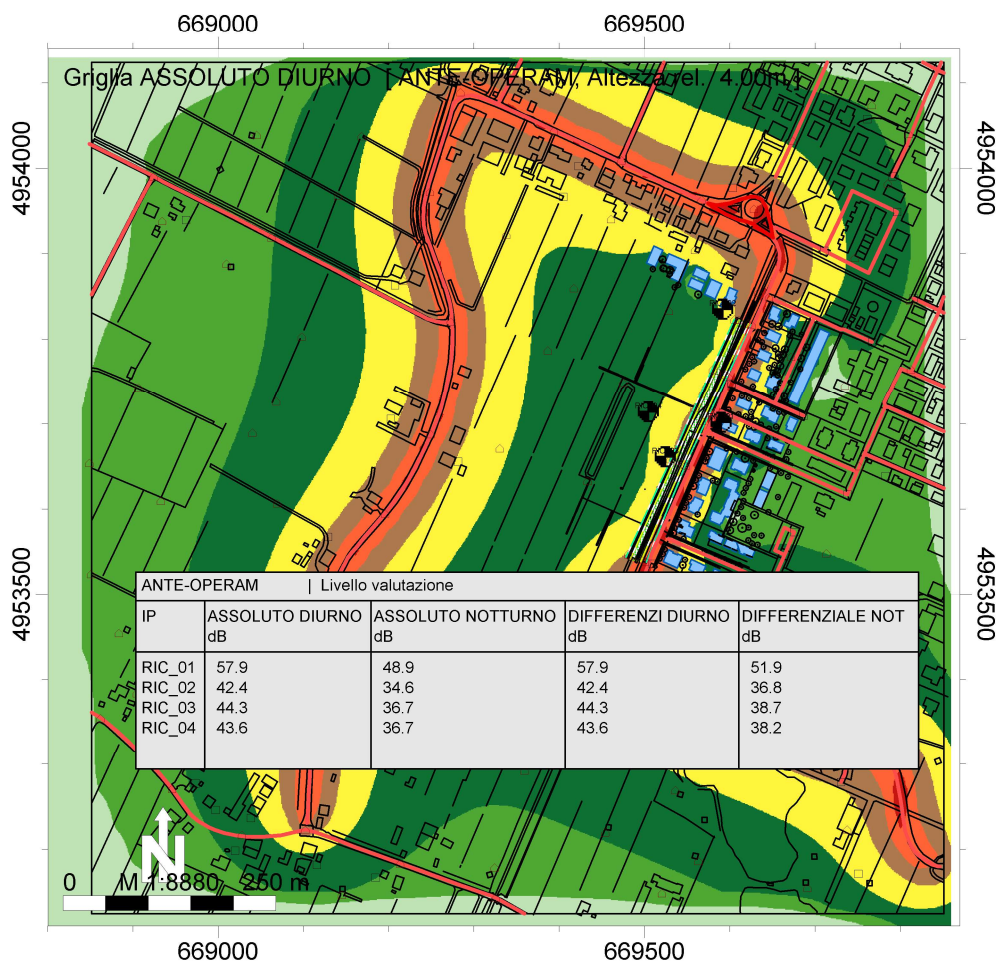 669000 669500
Griglia ASSOLUTO DIURNO [ ANTE-OPERAM, Altezza rel. 4.00m ]
4954000 4954000
4953500 4953500
ANTE-OPERAM | Livello valutazione
IP ASSOLUTO DIURNO ASSOLUTO NOTTURNO DIFFERENZI DIURNO DIFFERENZIALE NOT
dB dB dB dB
RIC_01 57.9 48.9 57.9 51.9
RIC_02 42.4 34.6 42.4 36.8
RIC_03 44.3 36.7 44.3 38.7
RIC_04 43.6 36.7 43.6 38.2
N
0 M 1:8880 250 m
669000 669500